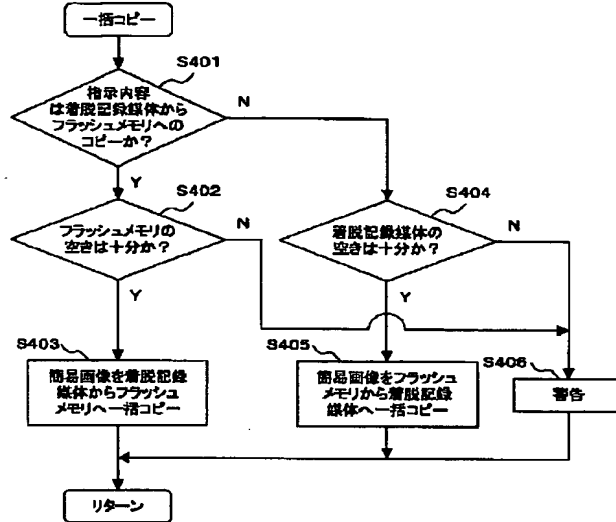 一括コピー
S401
指示内容
は着脱記録媒体から
フラッシュメモリへの
コピーか？
N
Y
S402
フラッシュメモリの
空きは十分か？
N
Y
S404
着脱記録媒体の
空きは十分か？
N
Y
S403
簡易画像を着脱記録
媒体からフラッシュ
メモリへ一括コピー
S405
簡易画像をフラッシュ
メモリから着脱記録
媒体へ一括コピー
S406
警告
リターン